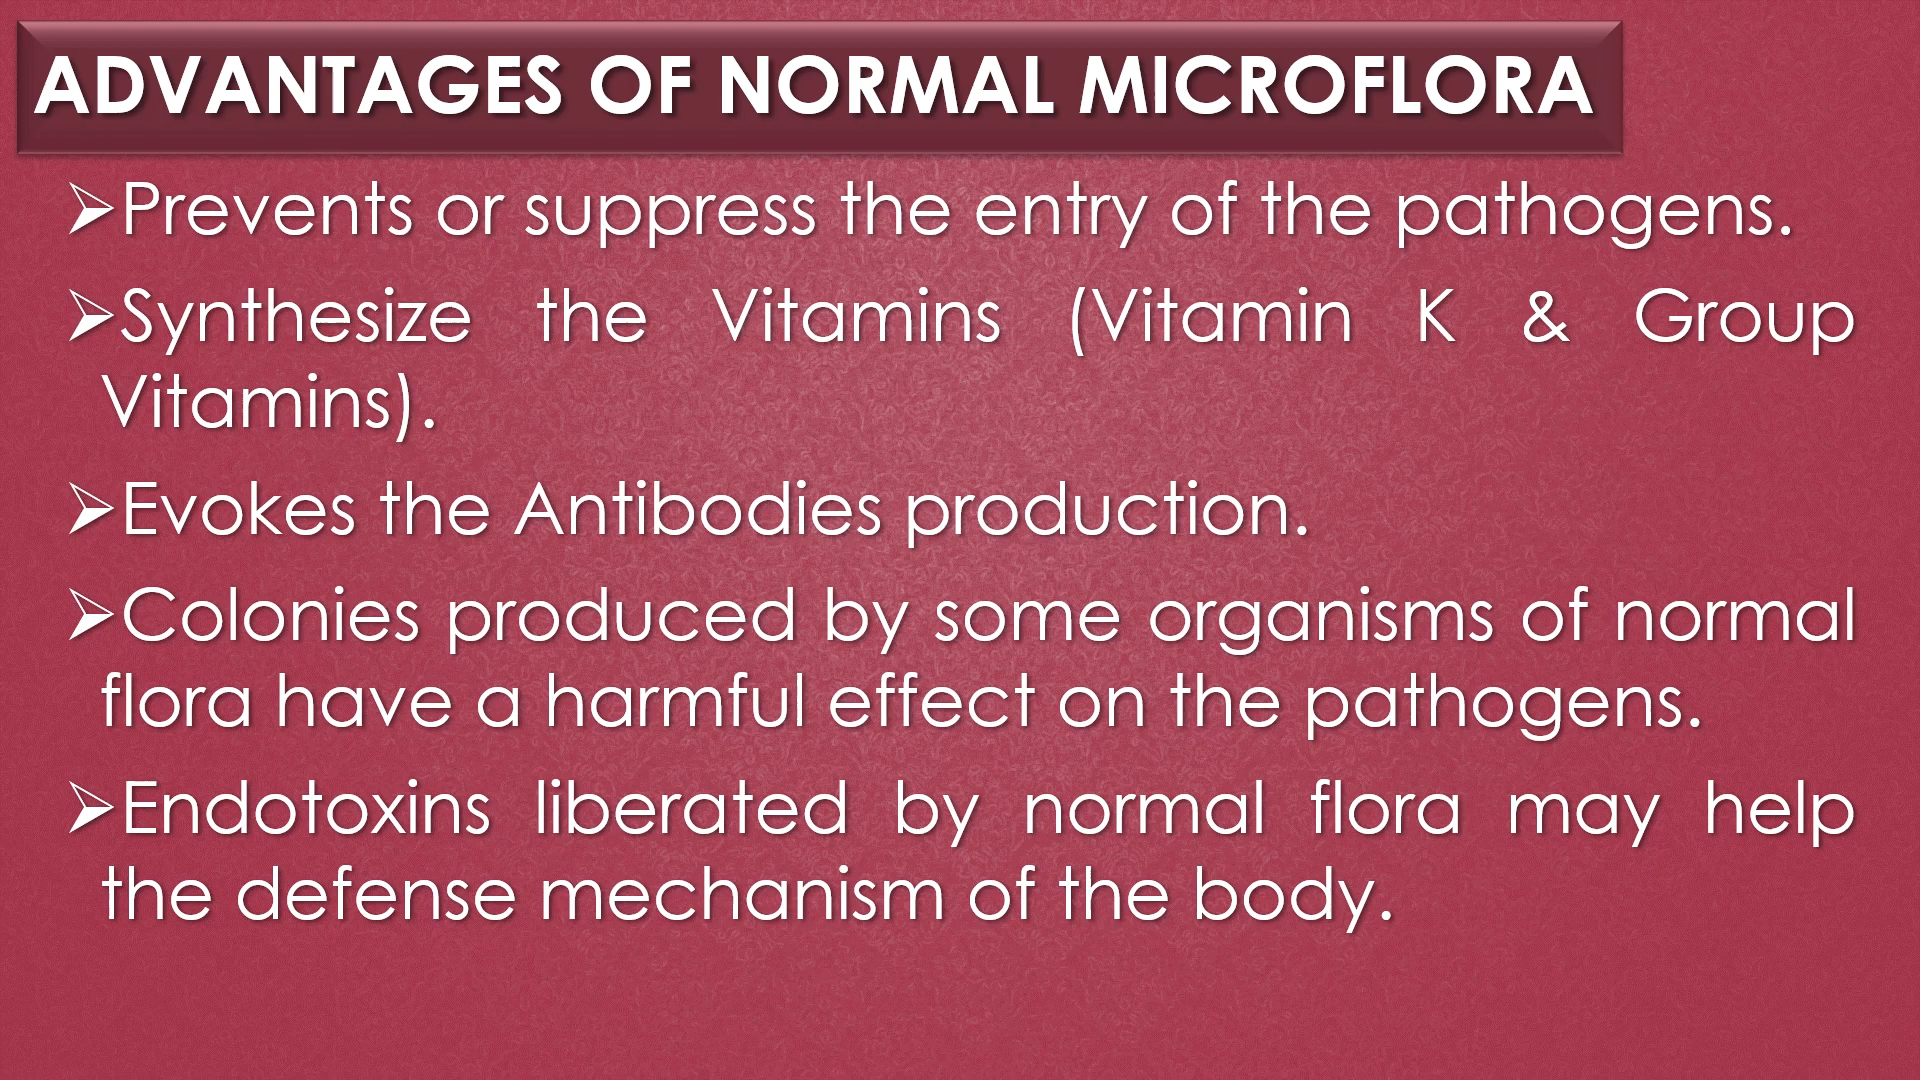 ADVANTAGES OF NORMAL MICROFLORA
➢Prevents or suppress the entry of the pathogens.
➢Synthesize the Vitamins (Vitamin K & Group
Vitamins).
➢Evokes the Antibodies production.
➢Colonies produced by some organisms of normal
flora have a harmful effect on the pathogens.
➢Endotoxins liberated by normal flora may help
the defense mechanism of the body.